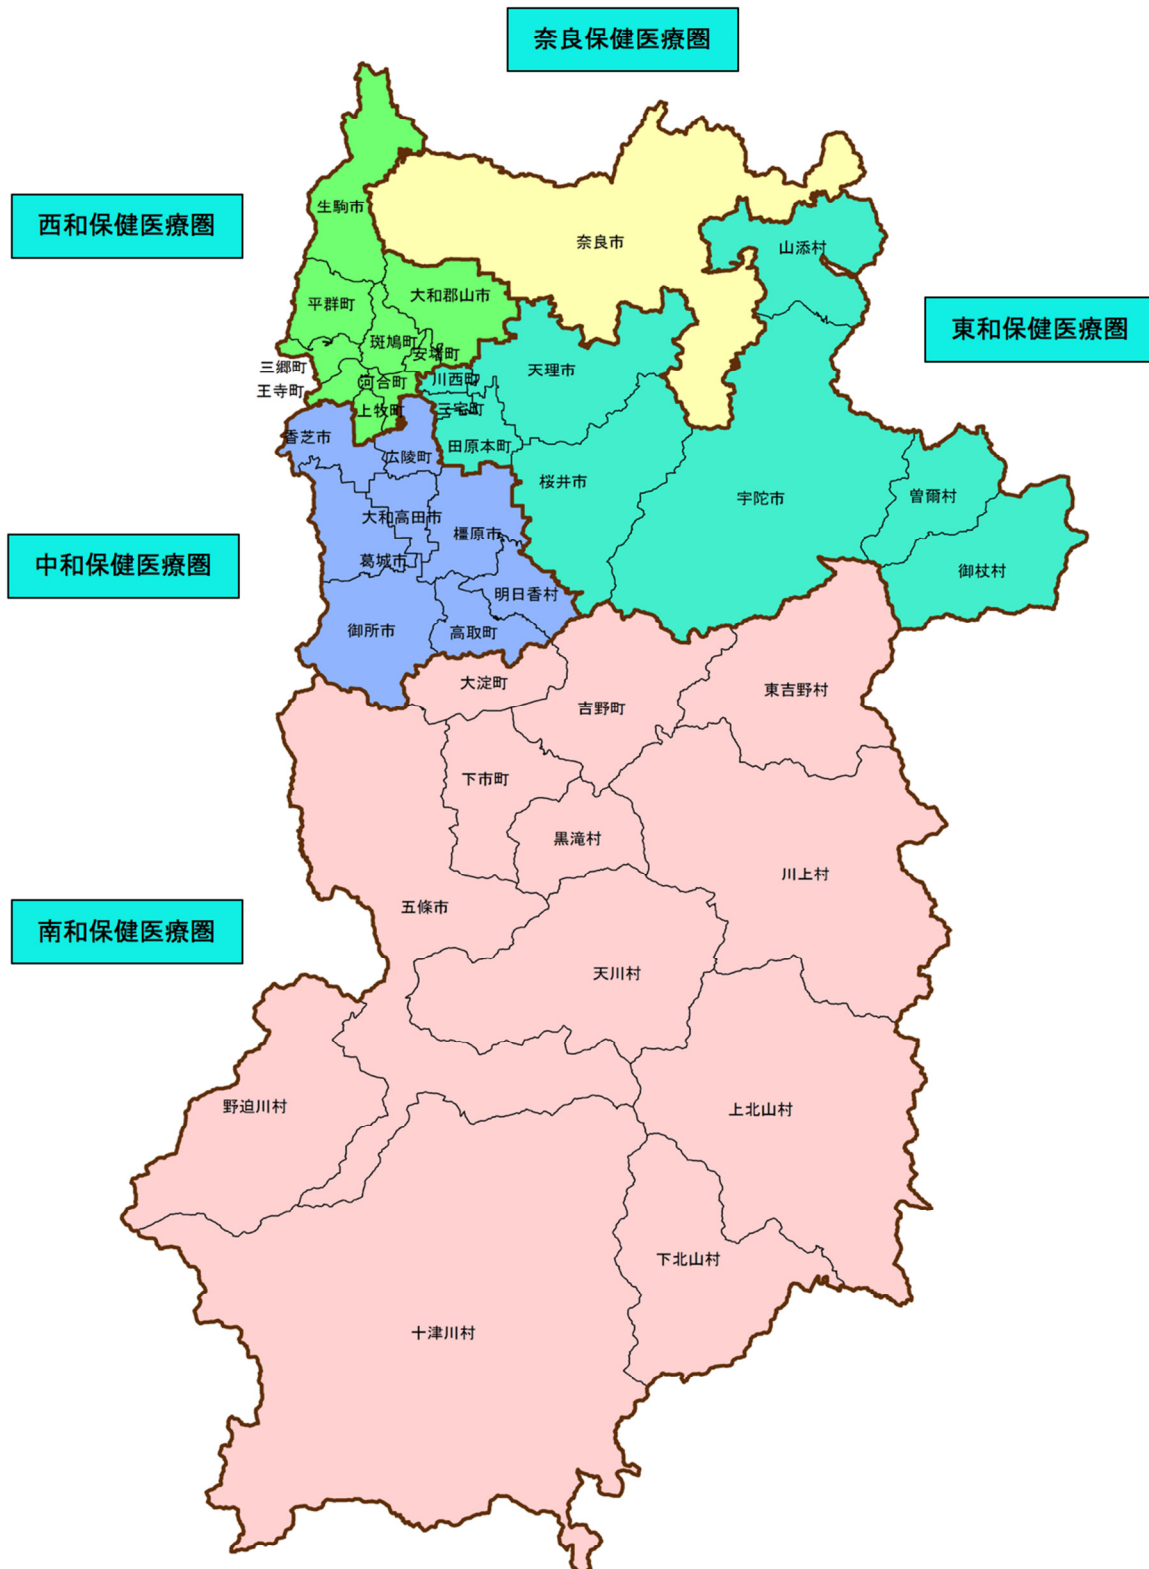 奈良保健医療圏
西和保健医療圏
生駒市
奈良市
山添村
平群町
大和郡山市
東和保健医療圏
斑鳩町
安堵町
三郷町
天理市
川西町
河合町
王寺町
三宅町
上牧町
香芝市
広陵町
田原本町
桜井市
宇陀市
曽爾村
大和高田市
橿原市
中和保健医療圏
葛城市
御杖村
明日香村
御所市
高取町
大淀町
東吉野村
吉野町
下市町
黒滝村
川上村
五條市
南和保健医療圏
天川村
野迫川村
上北山村
下北山村
十津川村